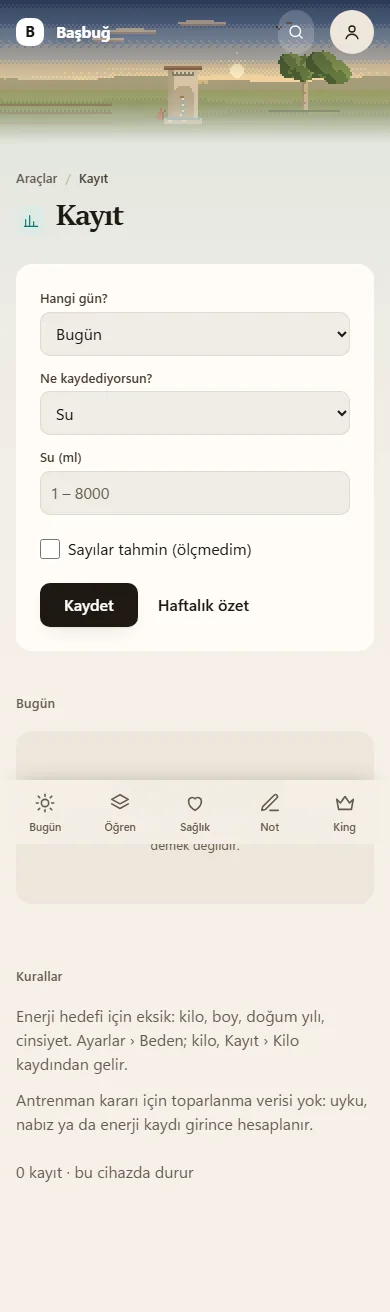 B Başbuğ
Araçlar / Kayıt
Kayıt
Hangi gün?
Bugün
Ne kaydediyorsun?
Su
Su (ml)
1 – 8000
Sayılar tahmin (ölçmedim)
Kaydet Haftalık özet
Bugün
Bugün Öğren Sağlık Not King
demek değildir.
Kurallar
Enerji hedefi için eksik: kilo, boy, doğum yılı,
cinsiyet. Ayarlar › Beden; kilo, Kayıt › Kilo
kaydından gelir.
Antrenman kararı için toparlanma verisi yok: uyku,
nabız ya da enerji kaydı girince hesaplanır.
0 kayıt · bu cihazda durur